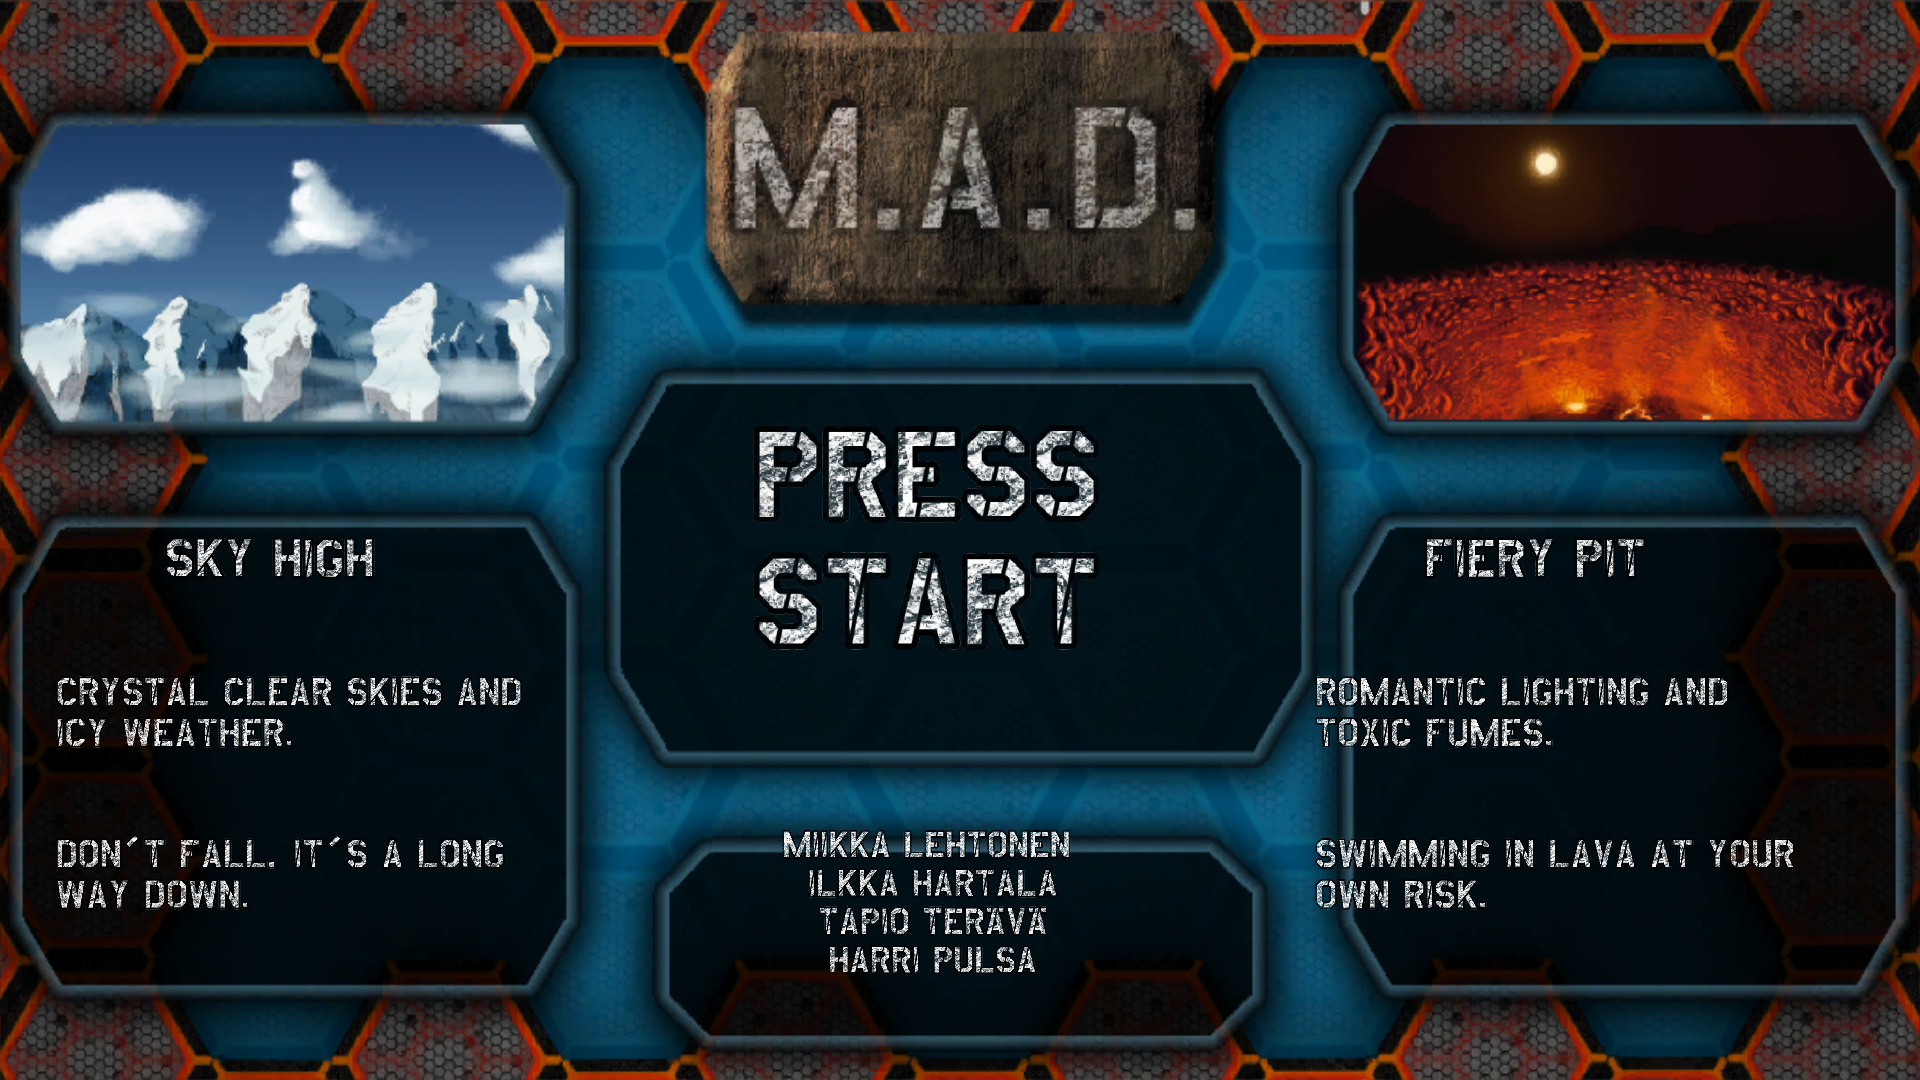 M.A.D.
PRESS
START
SKY HIGH
CRYSTAL CLEAR SKIES AND
ICY WEATHER.
DON´T FALL. IT´S A LONG
WAY DOWN.
FIERY PIT
ROMANTIC LIGHTING AND
TOXIC FUMES.
SWIMMING IN LAVA AT YOUR
OWN RISK.
MIIKKA LEHTONEN
ILKKA HARTALA
TAPIO TERÄVÄ
HARRI PULSA